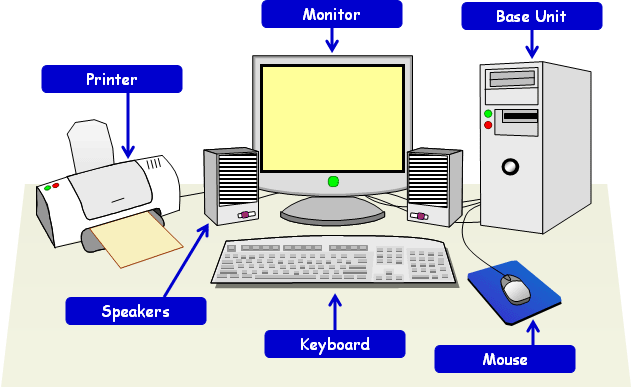 Monitor
Base Unit
Printer
Speakers
Keyboard
Mouse